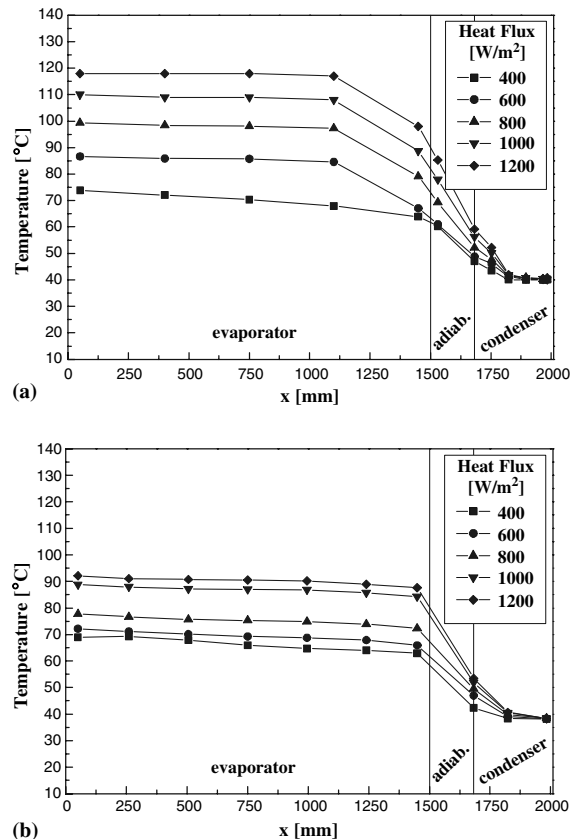 140
130
120
110
100
90
80
70
60
50
40
30
20
10
Temperature [°C]
Heat Flux
[W/m²]
400
600
800
1000
1200
evaporator
adiab.
condenser
0 250 500 750 1000 1250 1500 1750 2000
x [mm]
(a)
140
130
120
110
100
90
80
70
60
50
40
30
20
10
Temperature [°C]
Heat Flux
[W/m²]
400
600
800
1000
1200
evaporator
adiab.
condenser
0 250 500 750 1000 1250 1500 1750 2000
x [mm]
(b)